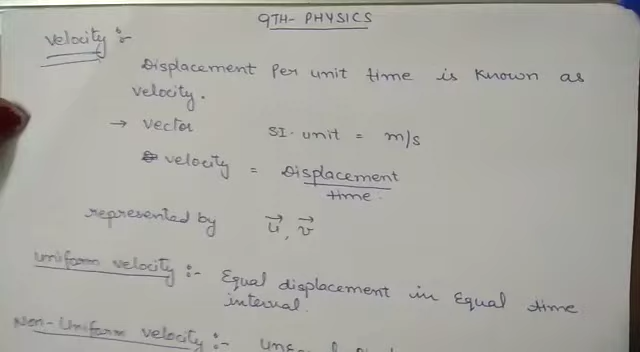 9TH- PHYSICS
Velocity :-
Displacement per unit time is known as
velocity.
→ vector SI. unit = m/s
velocity = Displacement
time.
represented by u⃗, v⃗
Uniform velocity :- Equal displacement in Equal time
interval.
Non-Uniform velocity :-